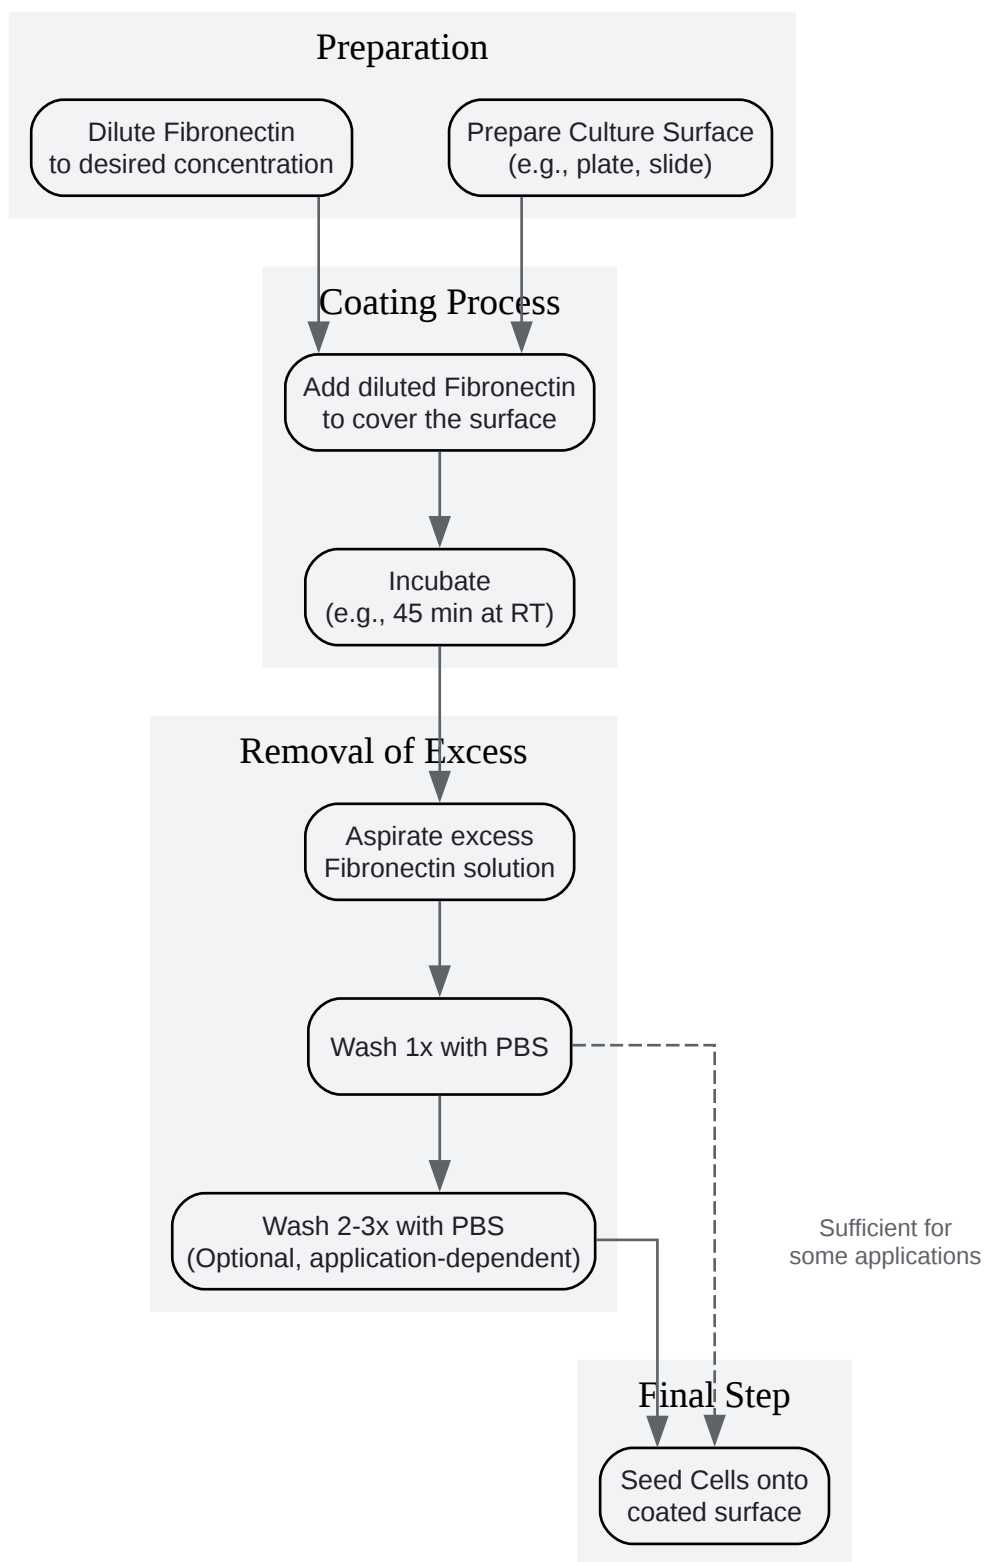 Preparation
Dilute Fibronectin
to desired concentration
Prepare Culture Surface
(e.g., plate, slide)
Coating Process
Add diluted Fibronectin
to cover the surface
Incubate
(e.g., 45 min at RT)
Removal of Excess
Aspirate excess
Fibronectin solution
Wash 1x with PBS
Wash 2-3x with PBS
(Optional, application-dependent)
Sufficient for
some applications
Final Step
Seed Cells onto
coated surface